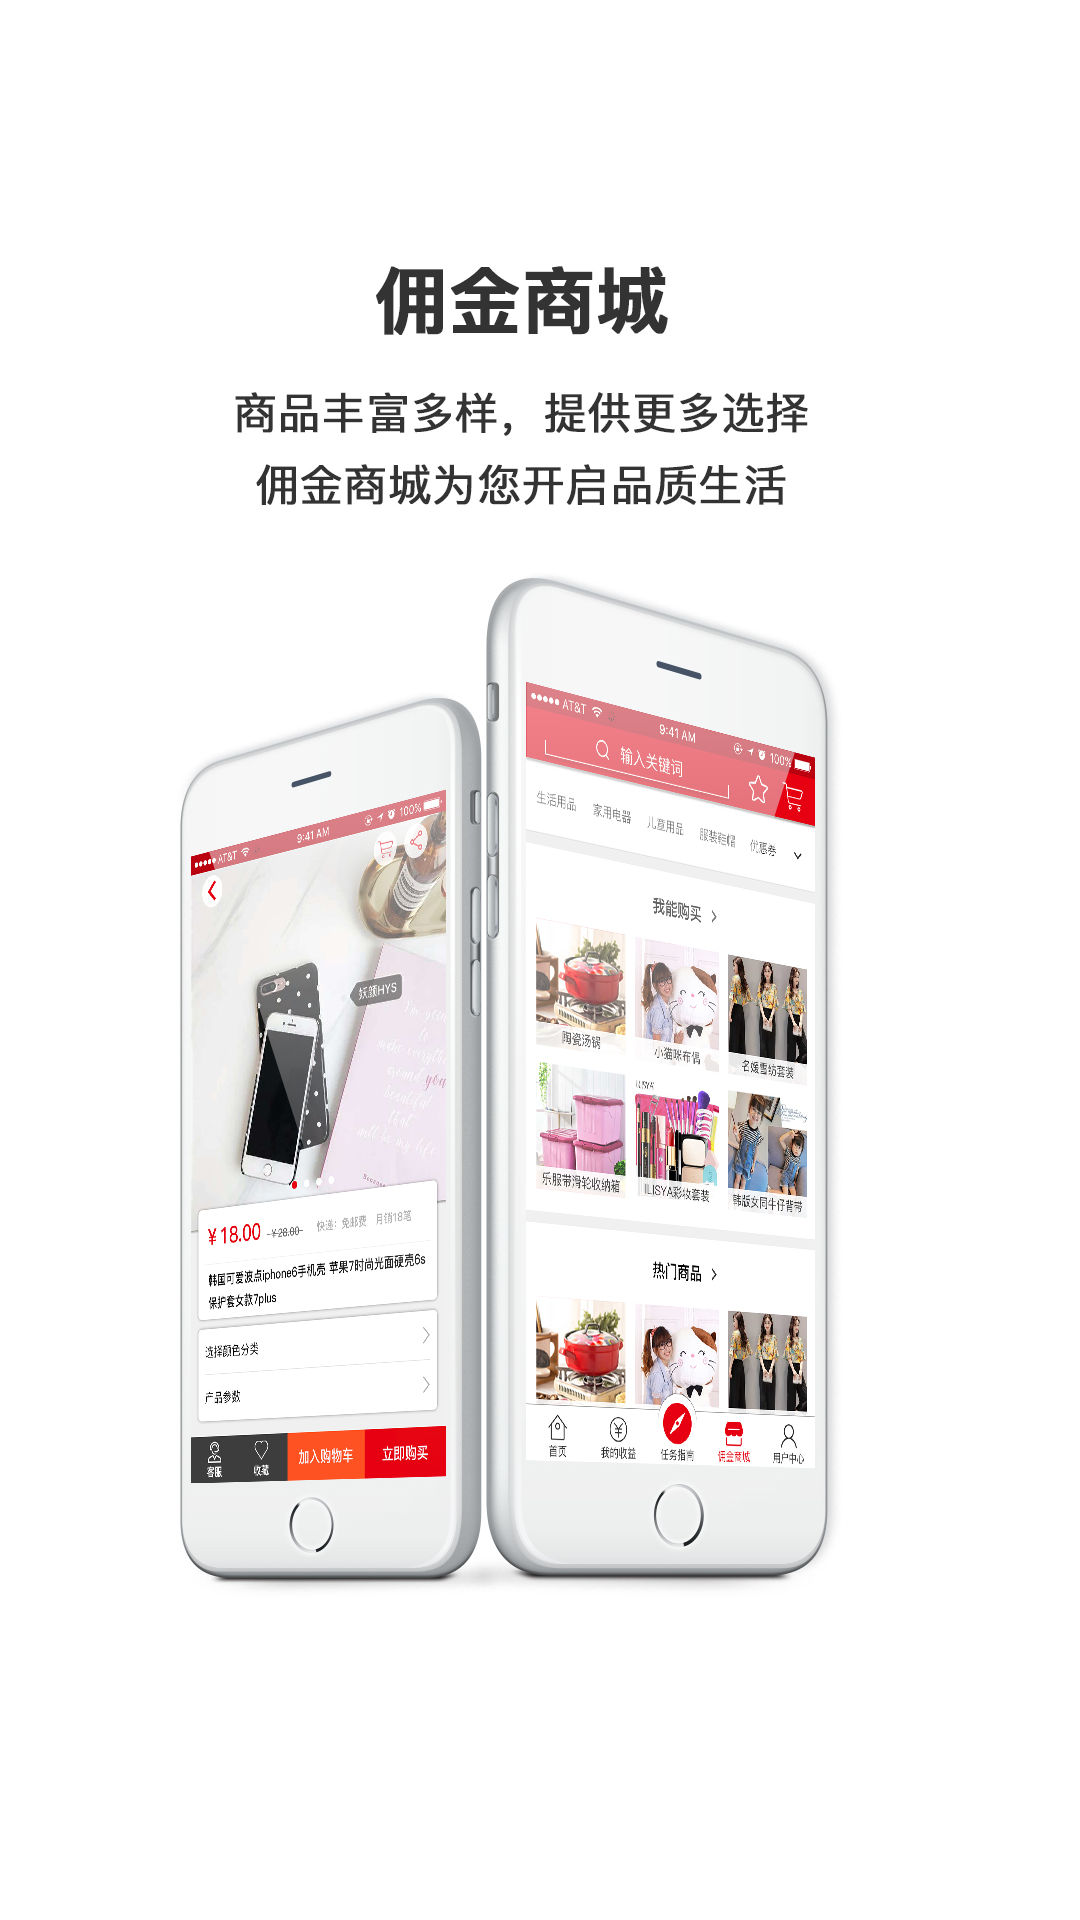 佣金商城
商品丰富多样，提供更多选择
佣金商城为您开启品质生活
AT&T
9:41 AM
100%
妖颜HYS
¥18.00
¥28.00
快递：免邮费
月销18笔
韩国可爱波点iphone6手机壳 苹果7时尚光面硬壳6s
保护套女款7plus
选择颜色分类
产品参数
客服
收藏
加入购物车
立即购买
AT&T
9:41 AM
100%
输入关键词
生活用品
家用电器
儿童用品
服装鞋帽
优惠券
我能购买
陶瓷汤锅
小猫咪布偶
名媛雪纺套装
乐服带滑轮收纳箱
ILISYA彩妆套装
韩版女同牛仔背带
热门商品
首页
我的收益
任务指南
佣金商城
用户中心